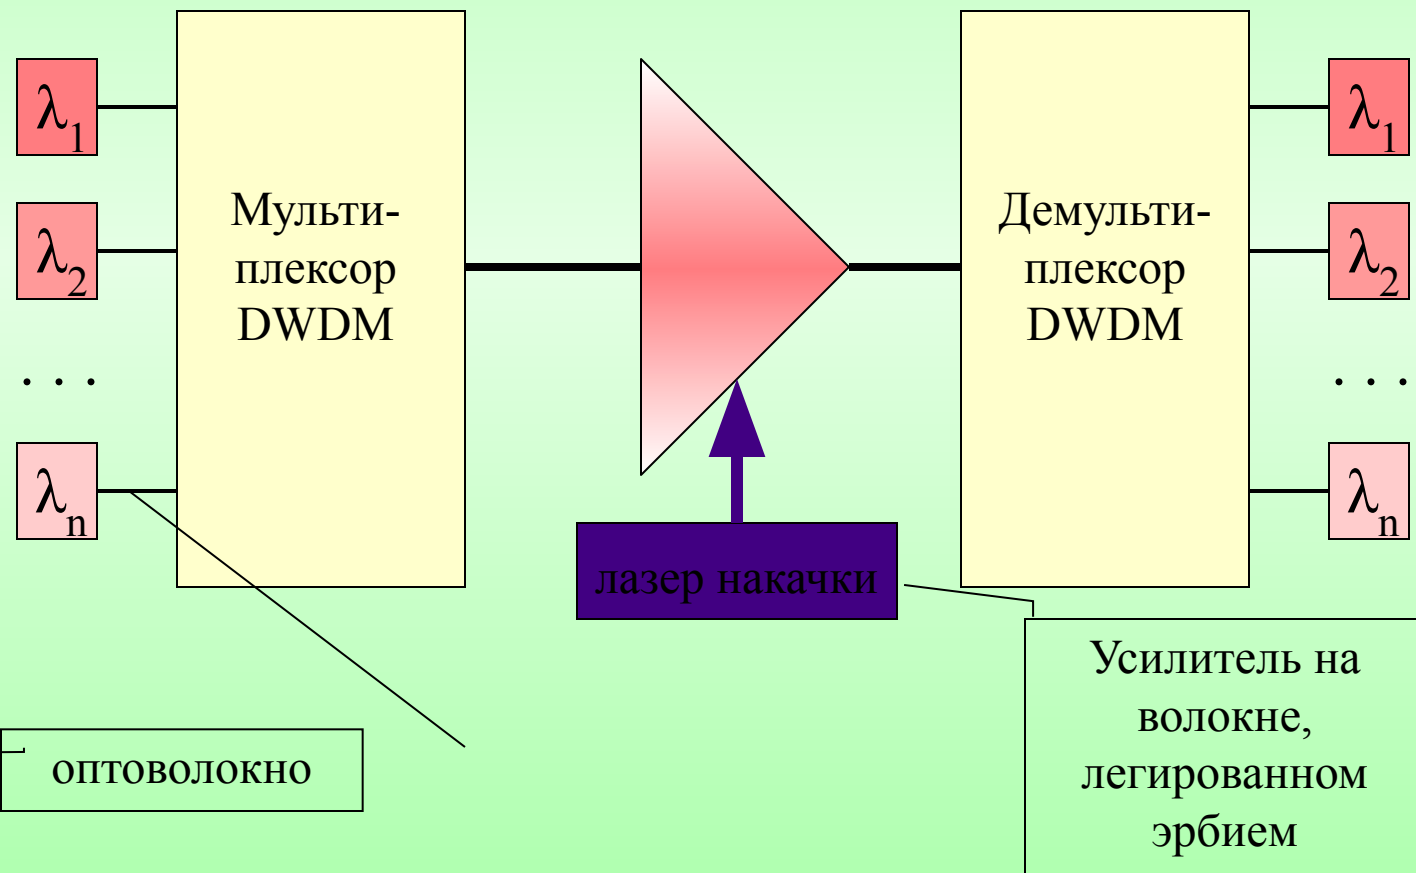 λ1
λ2
. . .
λn
Мульти-
плексор
DWDM
лазер накачки
Демульти-
плексор
DWDM
λ1
λ2
. . .
λn
оптоволокно
Усилитель на
волокне,
легированном
эрбием